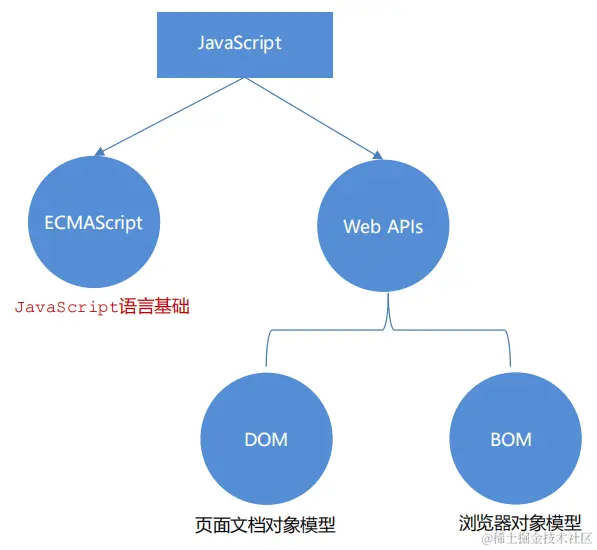 JavaScript
ECMAScript
Web APIs
JavaScript语言基础
DOM
BOM
页面文档对象模型
浏览器对象模型
@稀土掘金技术社区